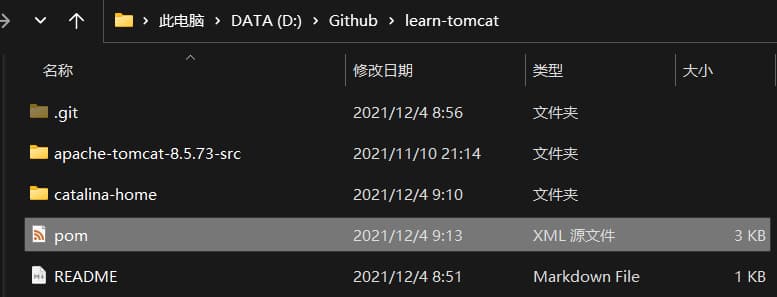 此电脑 DATA (D:) Github learn-tomcat
名称 修改日期 类型 大小
.git 2021/12/4 8:56 文件夹
apache-tomcat-8.5.73-src 2021/11/10 21:14 文件夹
catalina-home 2021/12/4 9:10 文件夹
pom 2021/12/4 9:13 XML 源文件 3 KB
README 2021/12/4 8:51 Markdown File 1 KB